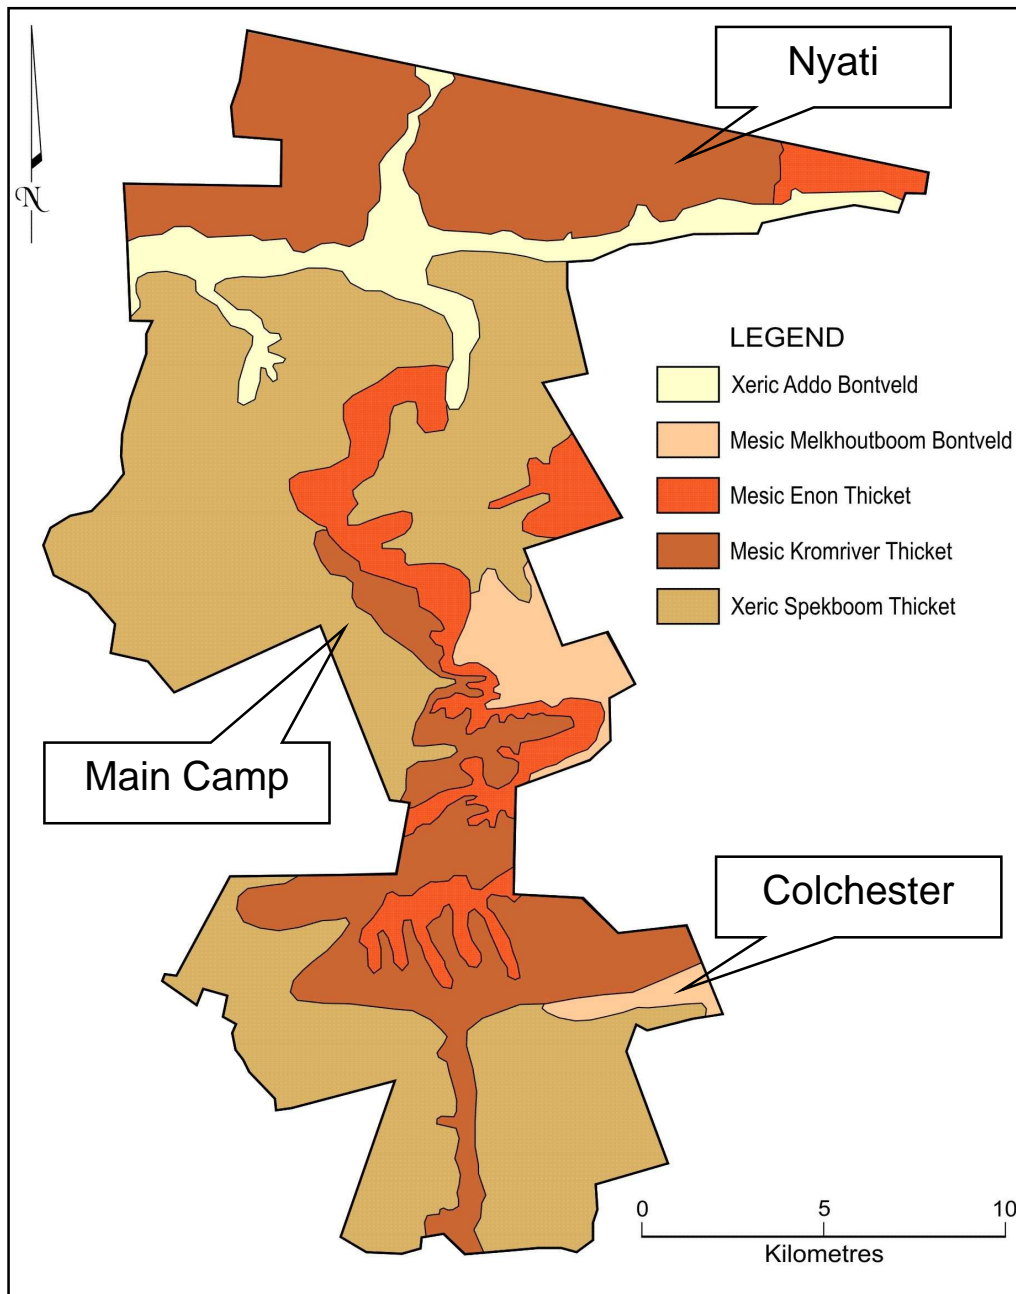 Nyati
N
LEGEND
Xeric Addo Bontveld
Mesic Melkhoutboom Bontveld
Mesic Enon Thicket
Mesic Kromriver Thicket
Xeric Spekboom Thicket
Main Camp
Colchester
0 5 10
Kilometres